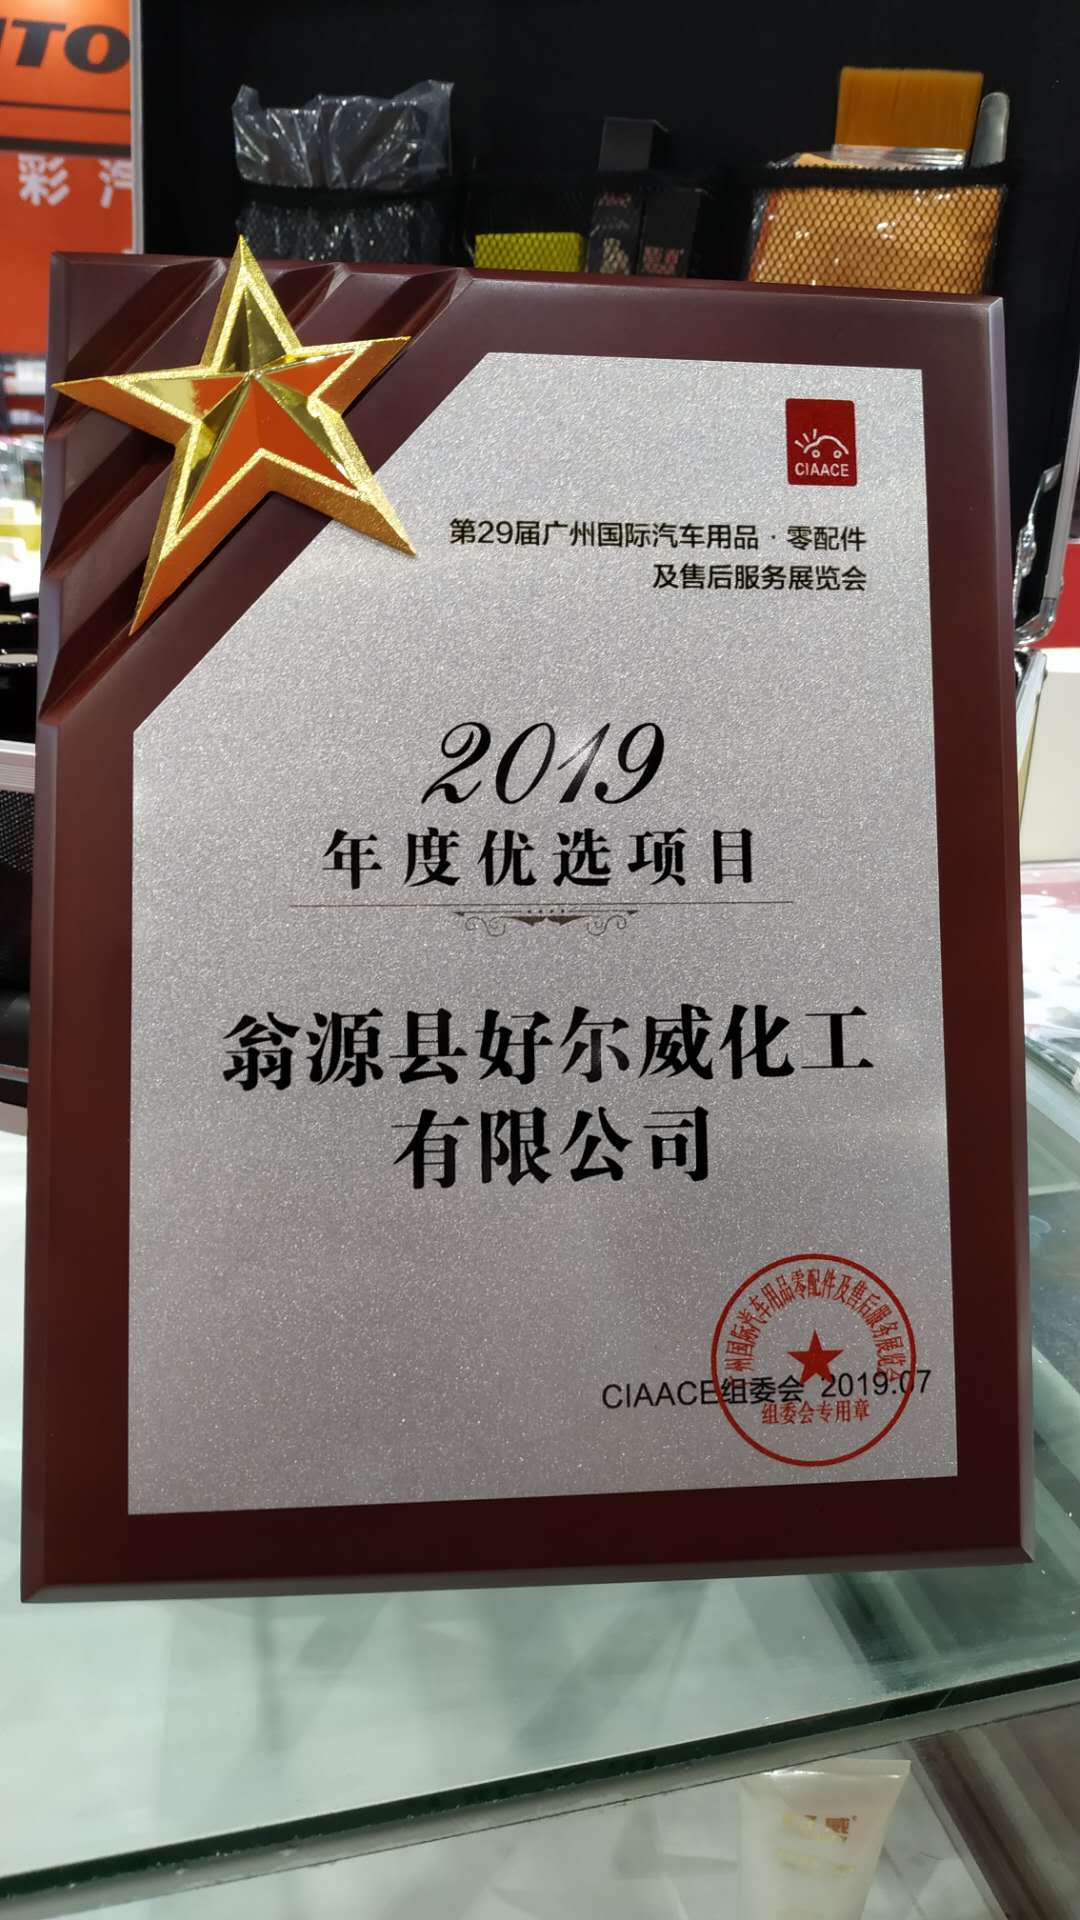 彩汽
CIAACE
第29届广州国际汽车用品·零配件
及售后服务展览会
2019
年度优选项目
翁源县好尔威化工
有限公司
广州国际汽车用品零配件及售后服务展览会
CIAACE组委会 2019.07
组委会专用章